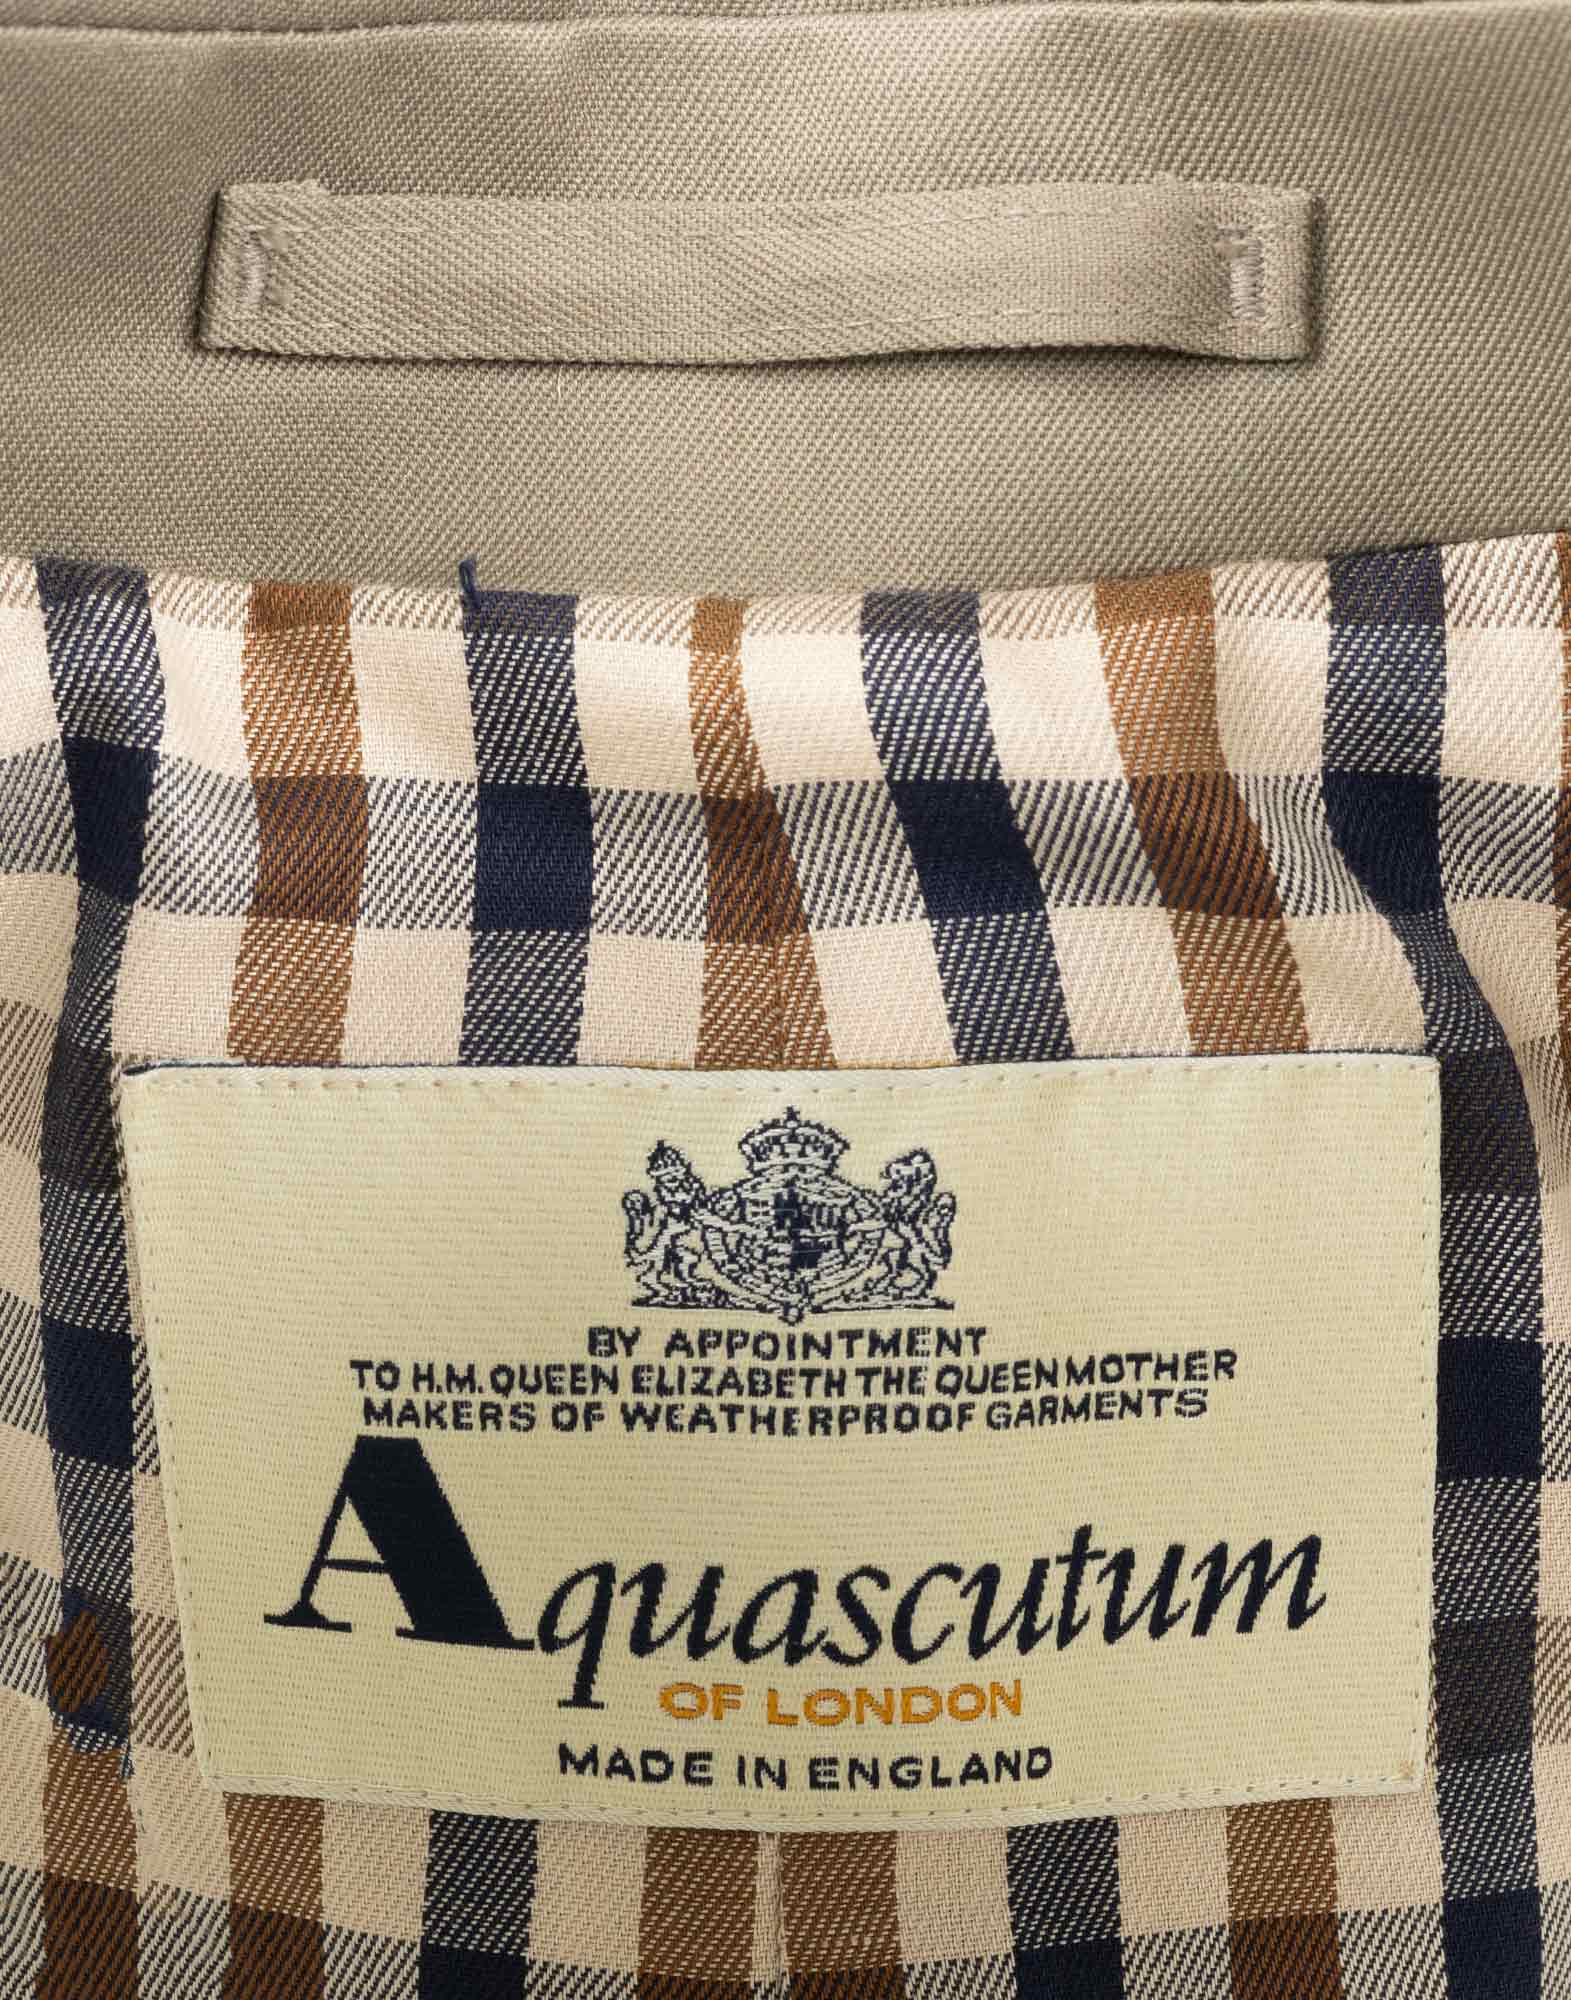 BY APPOINTMENT
TO H.M. QUEEN ELIZABETH THE QUEEN MOTHER
MAKERS OF WEATHERPROOF GARMENTS
Aquascutum
OF LONDON
MADE IN ENGLAND